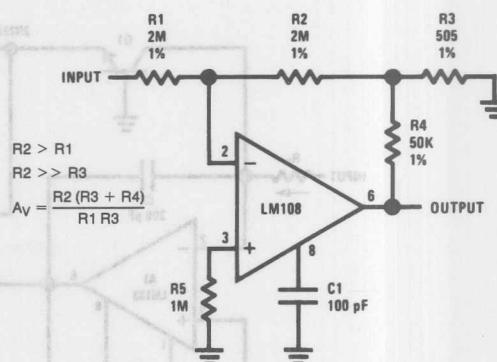 R1
2M
1%
R2
2M
1%
R3
505
1%
INPUT
R4
50K
1%
R2 > R1
R2 >> R3
AV = R2 (R3 + R4)
R1 R3
2
−
LM108
6
OUTPUT
3
+
8
R5
1M
C1
100 pF